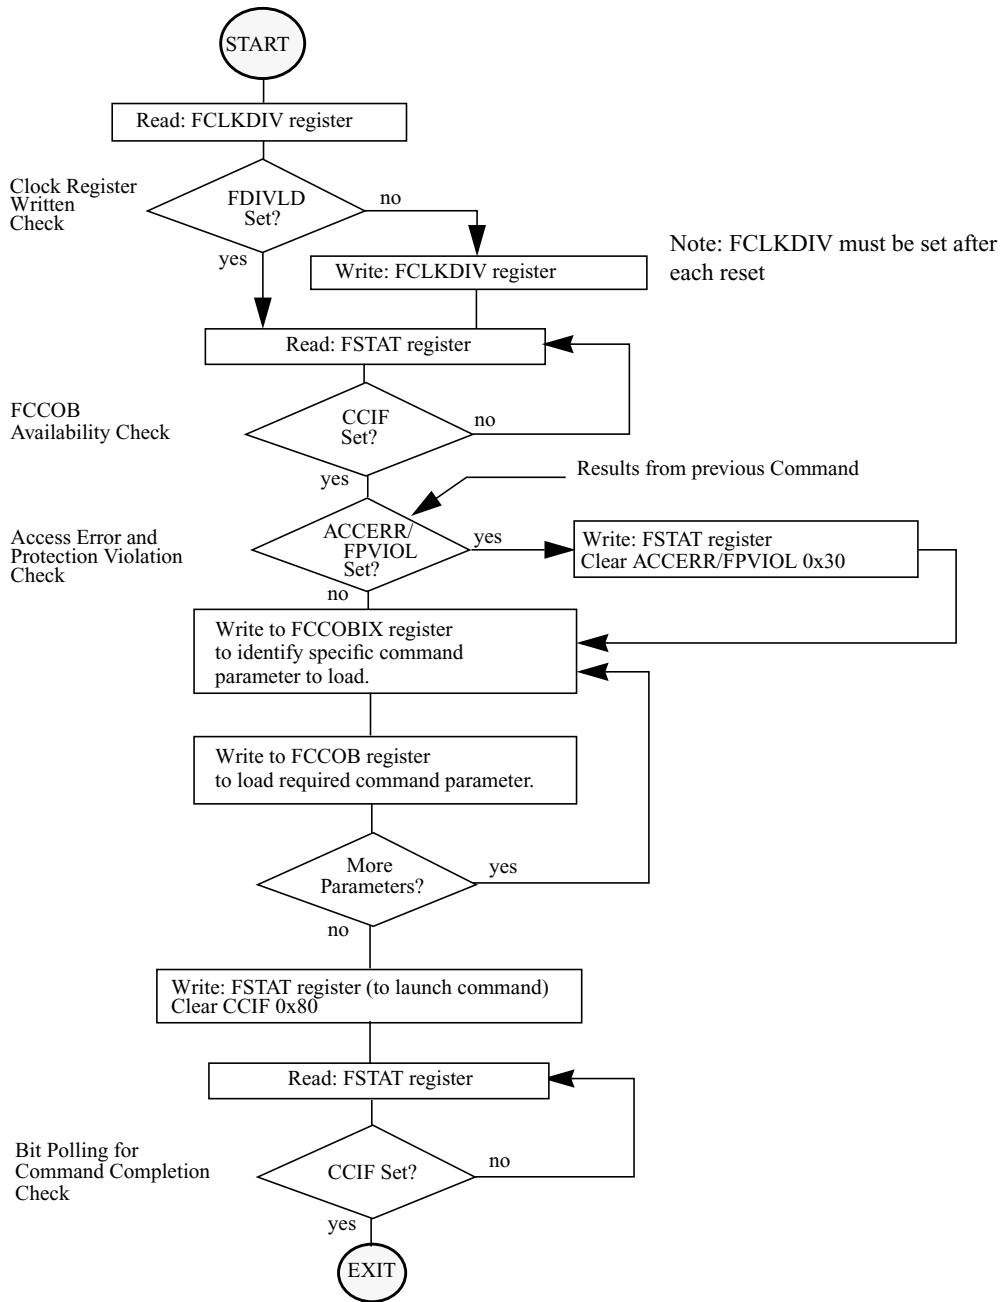 START
Read: FCLKDIV register
Clock Register
Written
Check
FDIVLD
Set?
no
yes
Note: FCLKDIV must be set after
each reset
Write: FCLKDIV register
Read: FSTAT register
FCCOB
Availability Check
CCIF
Set?
no
yes
Results from previous Command
Access Error and
Protection Violation
Check
ACCERR/
FPVIOL
Set?
yes
no
Write: FSTAT register
Clear ACCERR/FPVIOL 0x30
Write to FCCOBIX register
to identify specific command
parameter to load.
Write to FCCOB register
to load required command parameter.
More
Parameters?
yes
no
Write: FSTAT register (to launch command)
Clear CCIF 0x80
Read: FSTAT register
Bit Polling for
Command Completion
Check
CCIF Set?
no
yes
EXIT